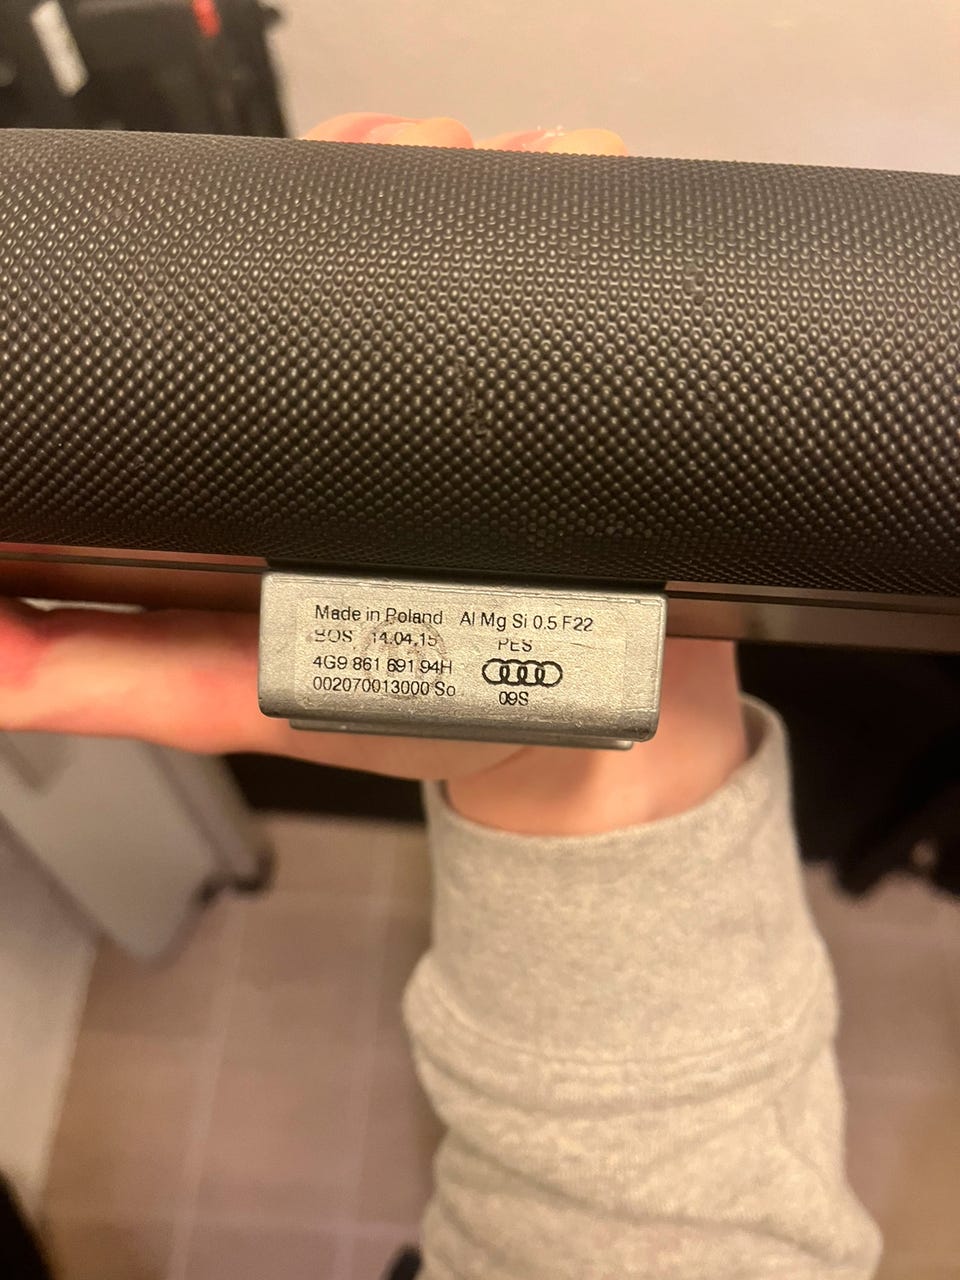 Made in Poland Al Mg Si 0.5 F22
BOS 14.04.15 PES
4G9 861 691 94H
002070013000 So 09S